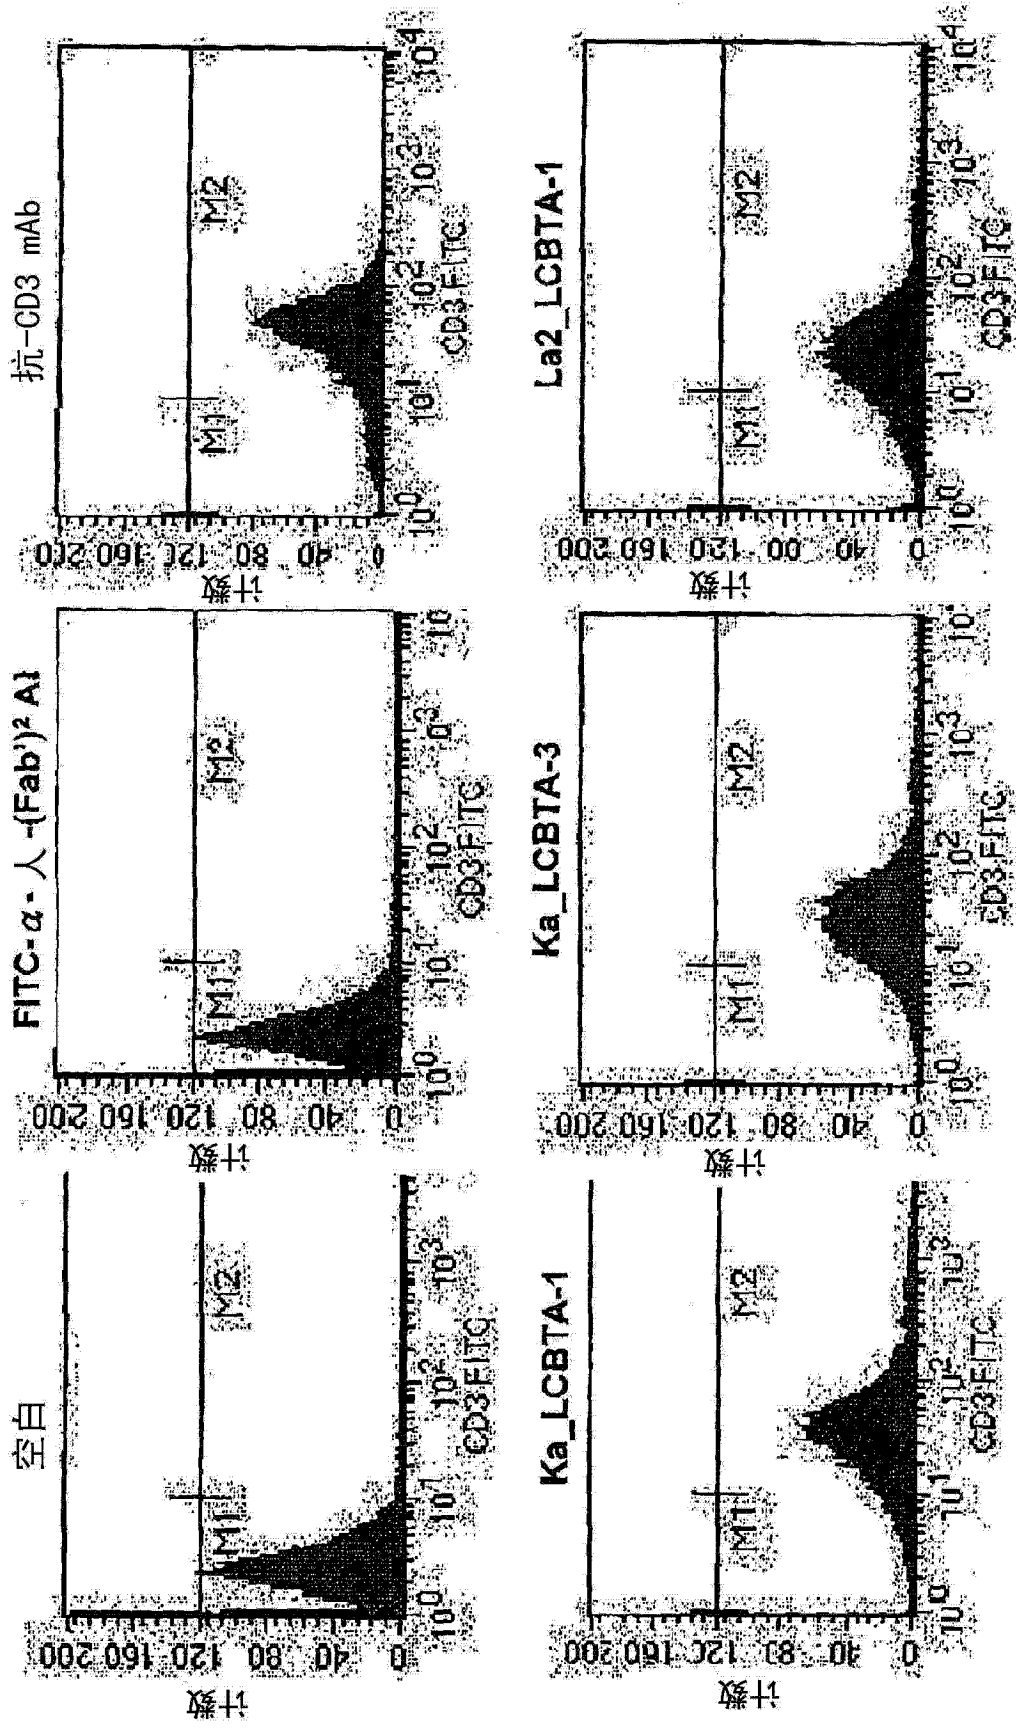 空白
计数
200 160 120 80 40 0
M1
M2
10⁰ 10¹ 10² 10³
CD3 FITC
FITC-α-人-(Fab')² A
计数
200 160 120 80 40 0
M1
M2
10⁰ 10¹ 10² 0³ 10
CD3 FITC
抗-CD3 mAb
计数
200 160 120 80 40 0
M1
M2
10⁰ 10¹ 10² 10³ 10⁴
CD3 FITC
Ka_LCBTA-1
计数
200 160 120 80 40 0
M1
M2
10⁰ 10¹ 10² 10³
CD3 FITC
Ka_LCBTA-3
计数
200 160 120 80 40 0
M1
M2
10⁰ 10¹ 10² 10³ 10
CD3 FITC
La2_LCBTA-1
计数
200 160 120 00 40 0
M1
M2
10⁰ 10¹ 10² 10³ 10⁴
CD3 FITC